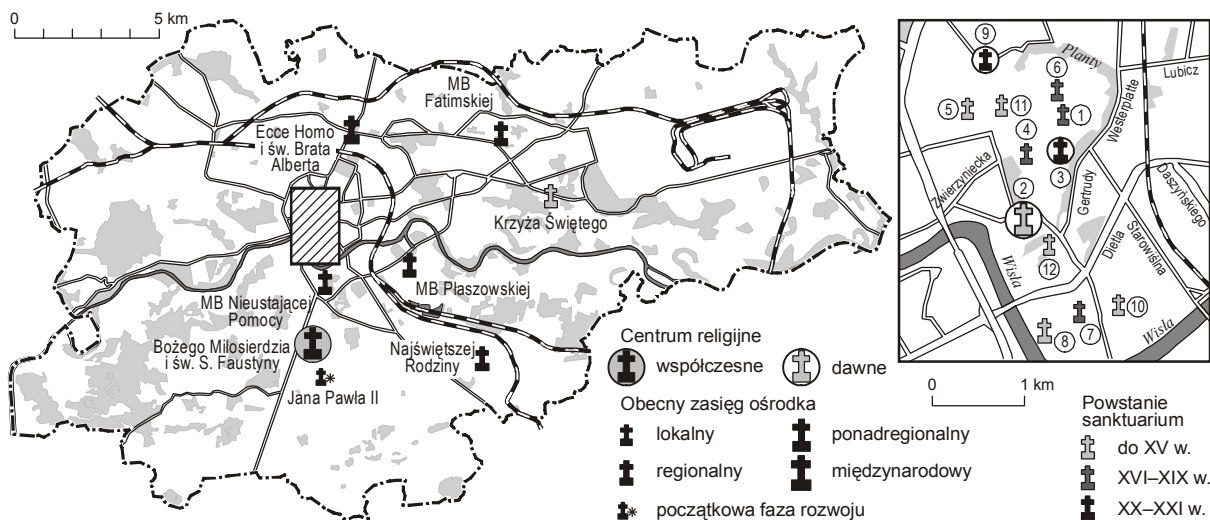 0 5 km
MB
Fatimskiej
Ecce Homo
i św. Brata
Alberta
Krzyża Świętego
MB Płaszowskiej
MB Nieustającej
Pomocy
Bożego Miłosierdzia
i św. S. Faustyny
Najświętszej
Rodziny
Jana Pawła II
9
Planty
Lubicz
6
5
11
1
Westerplatte
4
3
Zwierzyniecka
2
Gertrudy
Daszyńskiego
12
Dietla
Starowiślna
Wisła
10
7
8
Wisła
0 1 km
Centrum religijne
współczesne
dawne
Obecny zasięg ośrodka
lokalny
ponadregionalny
regionalny
międzynarodowy
początkowa faza rozwoju
Powstanie
sanktuarium
do XV w.
XVI–XIX w.
XX–XXI w.